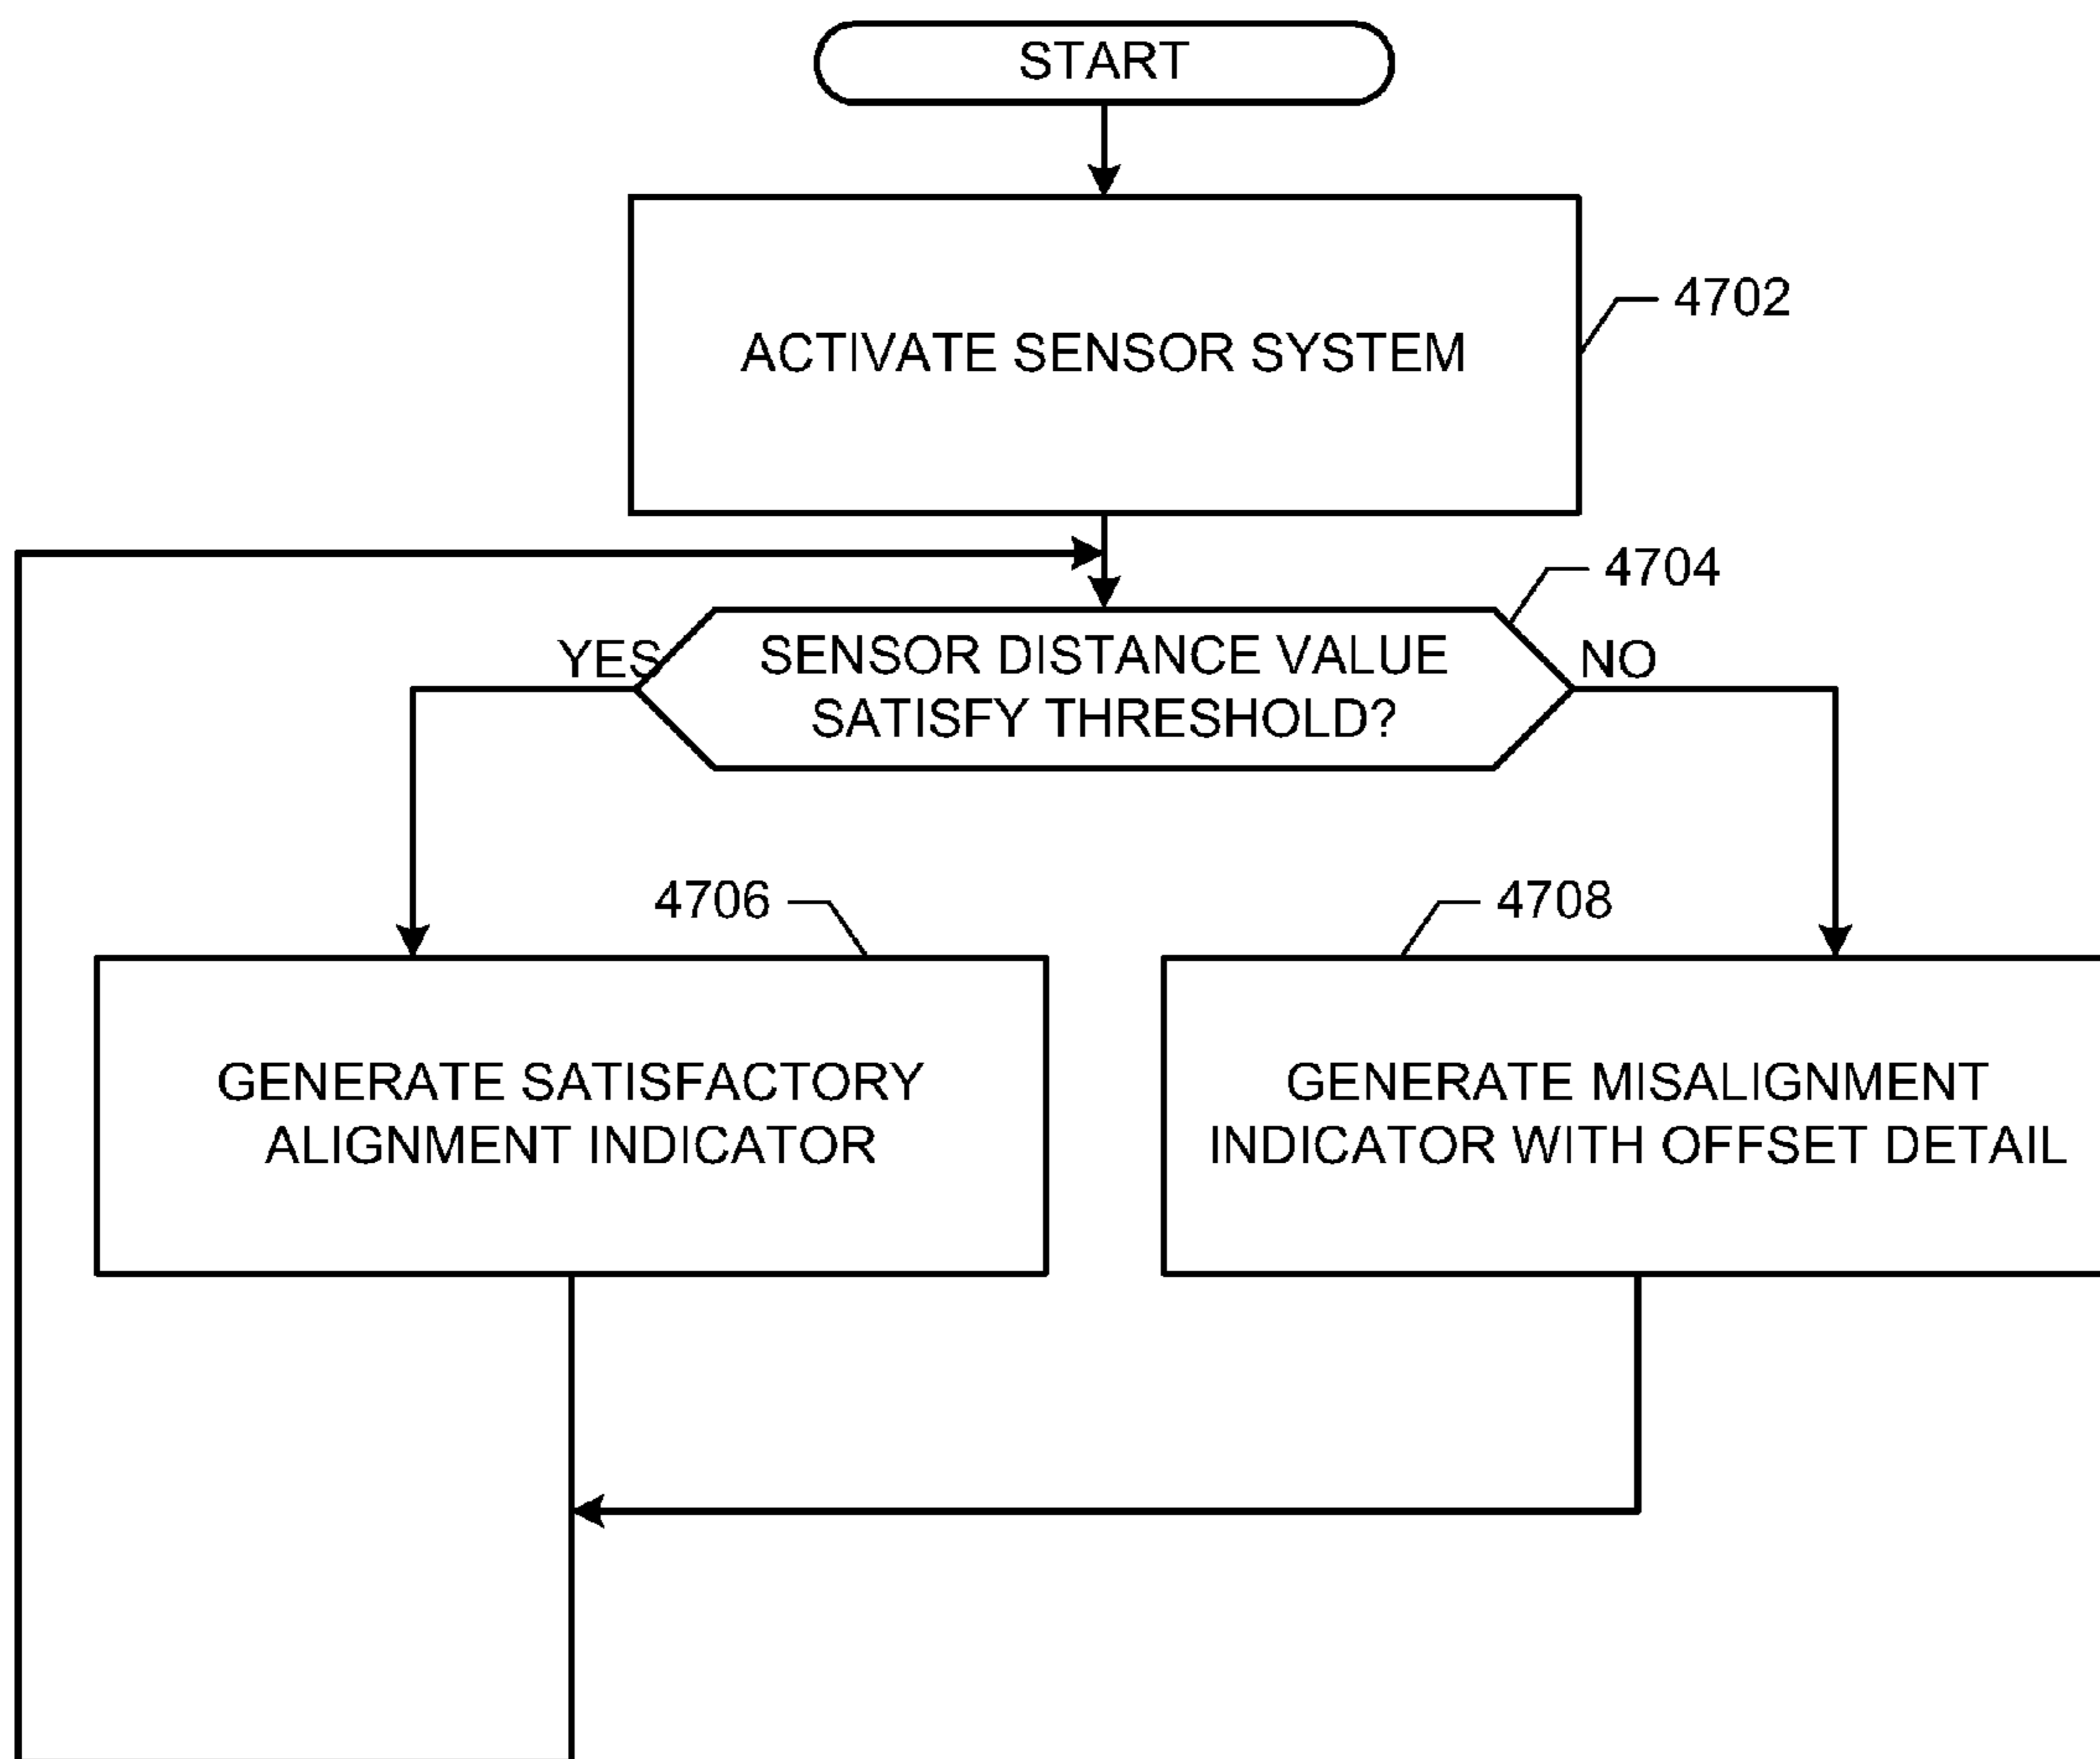 START
ACTIVATE SENSOR SYSTEM
4702
4704
YES
SENSOR DISTANCE VALUE
SATISFY THRESHOLD?
NO
4706
4708
GENERATE SATISFACTORY
ALIGNMENT INDICATOR
GENERATE MISALIGNMENT
INDICATOR WITH OFFSET DETAIL